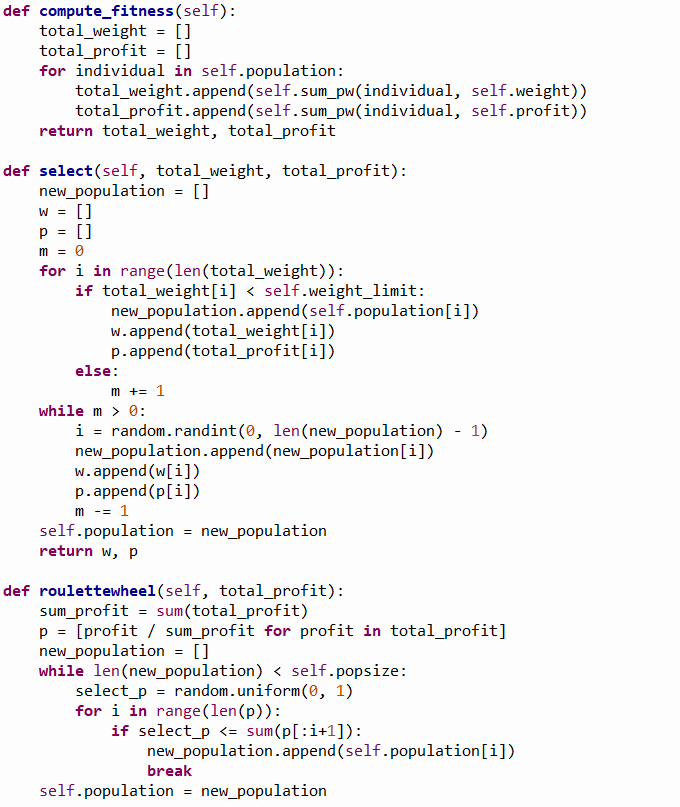 def compute_fitness(self):
    total_weight = []
    total_profit = []
    for individual in self.population:
        total_weight.append(self.sum_pw(individual, self.weight))
        total_profit.append(self.sum_pw(individual, self.profit))
    return total_weight, total_profit

def select(self, total_weight, total_profit):
    new_population = []
    w = []
    p = []
    m = 0
    for i in range(len(total_weight)):
        if total_weight[i] < self.weight_limit:
            new_population.append(self.population[i])
            w.append(total_weight[i])
            p.append(total_profit[i])
        else:
            m += 1
    while m > 0:
        i = random.randint(0, len(new_population) - 1)
        new_population.append(new_population[i])
        w.append(w[i])
        p.append(p[i])
        m -= 1
    self.population = new_population
    return w, p

def roulettewheel(self, total_profit):
    sum_profit = sum(total_profit)
    p = [profit / sum_profit for profit in total_profit]
    new_population = []
    while len(new_population) < self.popsize:
        select_p = random.uniform(0, 1)
        for i in range(len(p)):
            if select_p <= sum(p[:i+1]):
                new_population.append(self.population[i])
                break
    self.population = new_population